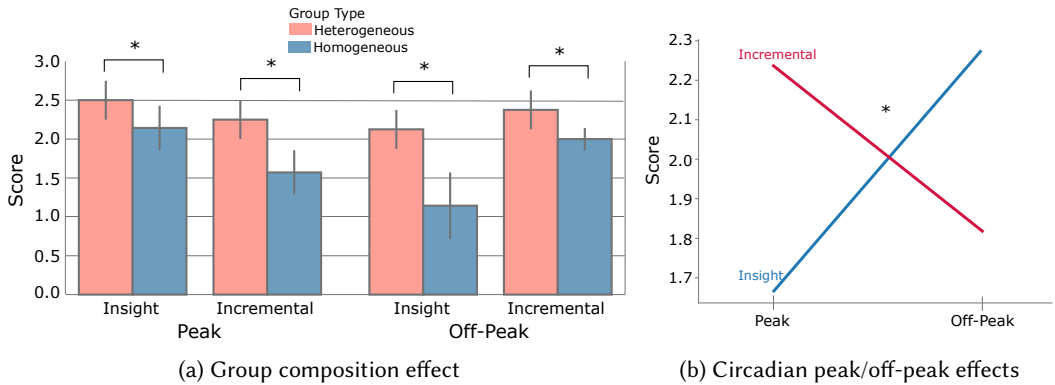 Group Type
Heterogeneous
Homogeneous
Score
3.0
2.5
2.0
1.5
1.0
0.5
0.0
* * * *
Insight Incremental Insight Incremental
Peak Off-Peak
(a) Group composition effect
Score
2.3
2.2
2.1
2.0
1.9
1.8
1.7
Incremental
*
Insight
Peak Off-Peak
(b) Circadian peak/off-peak effects